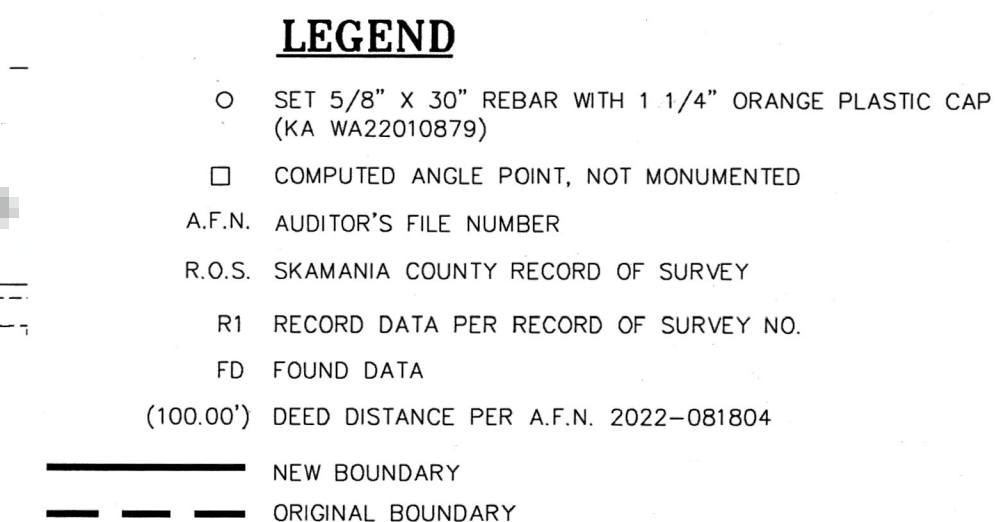 LEGEND
SET 5/8" X 30" REBAR WITH 1 1/4" ORANGE PLASTIC CAP
(KA WA22010879)
COMPUTED ANGLE POINT, NOT MONUMENTED
A.F.N. AUDITOR'S FILE NUMBER
R.O.S. SKAMANIA COUNTY RECORD OF SURVEY
R1 RECORD DATA PER RECORD OF SURVEY NO.
FD FOUND DATA
(100.00') DEED DISTANCE PER A.F.N. 2022-081804
NEW BOUNDARY
ORIGINAL BOUNDARY